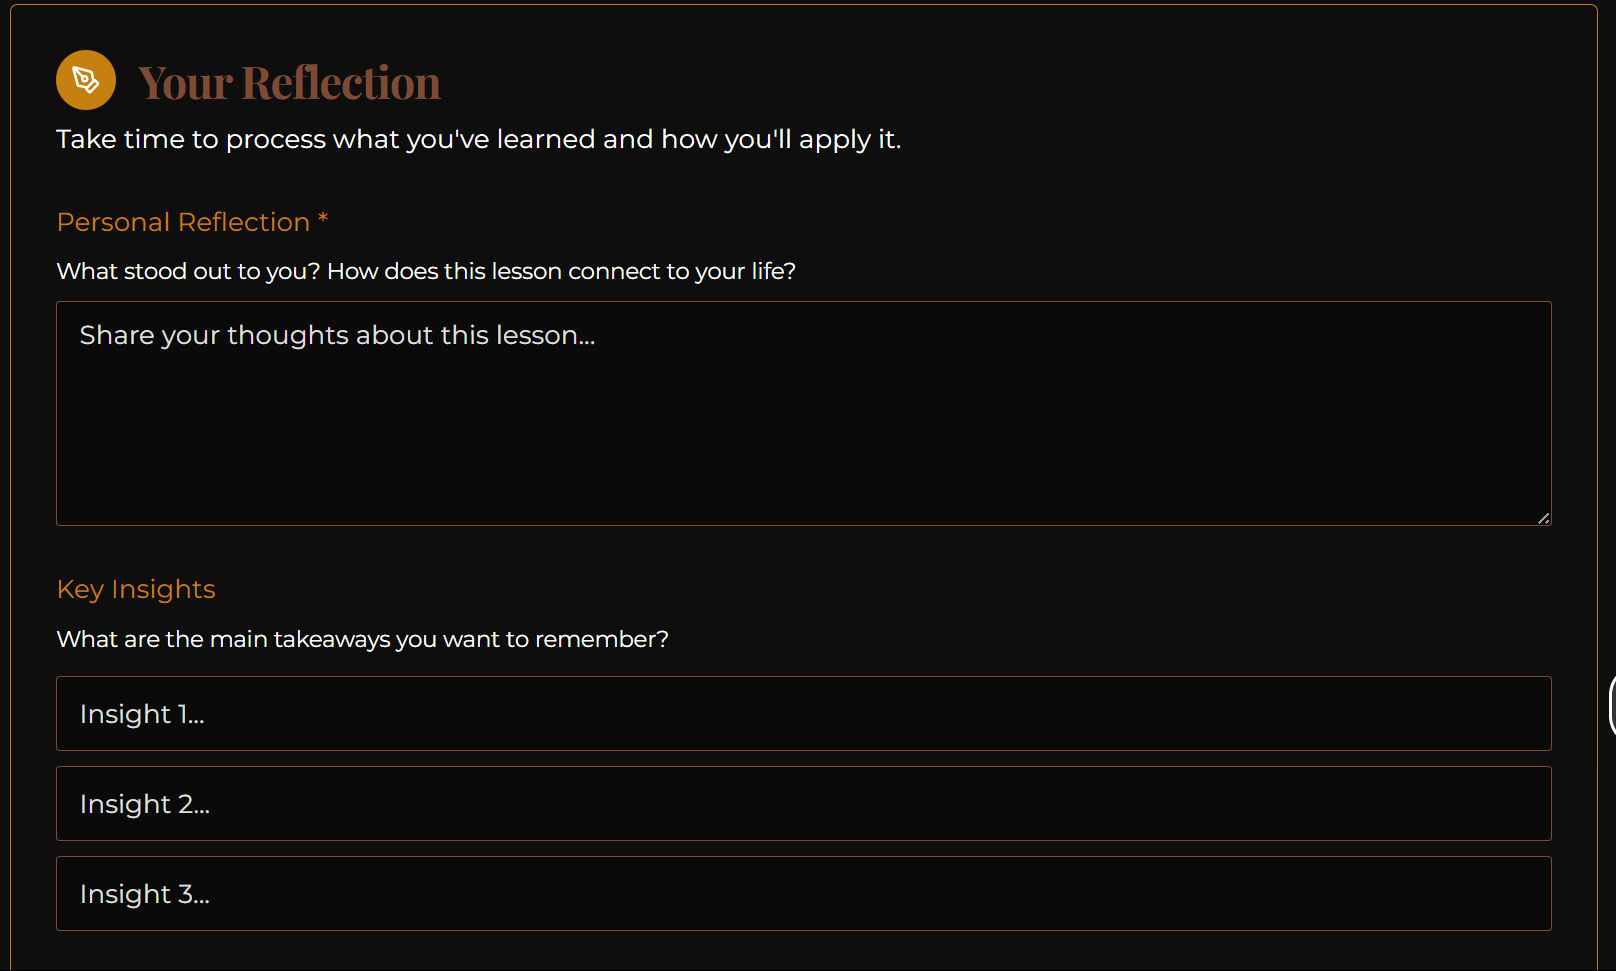 Your Reflection
Take time to process what you've learned and how you'll apply it.
Personal Reflection *
What stood out to you? How does this lesson connect to your life?
Share your thoughts about this lesson...
Key Insights
What are the main takeaways you want to remember?
Insight 1...
Insight 2...
Insight 3...